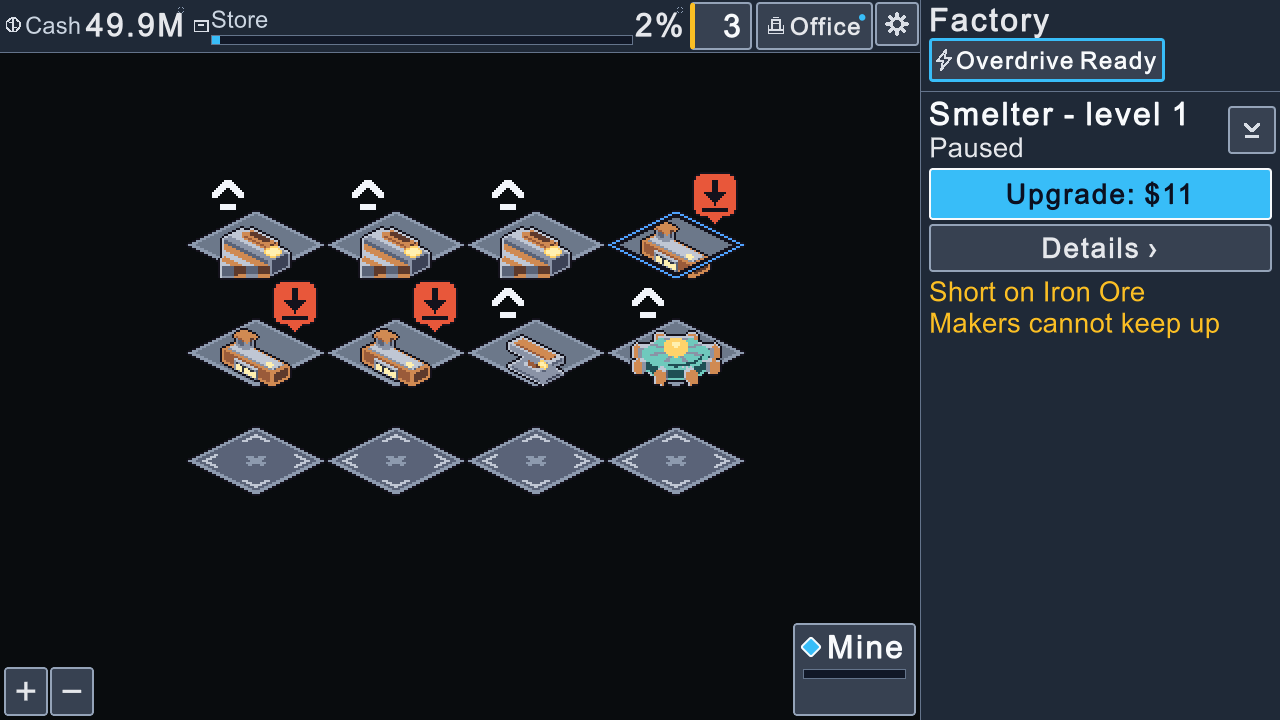 Cash 49.9M
Store
2%
3
Office
Factory
Overdrive Ready
Smelter - level 1
Paused
Upgrade: $11
Details ›
Short on Iron Ore
Makers cannot keep up
Mine
+
−